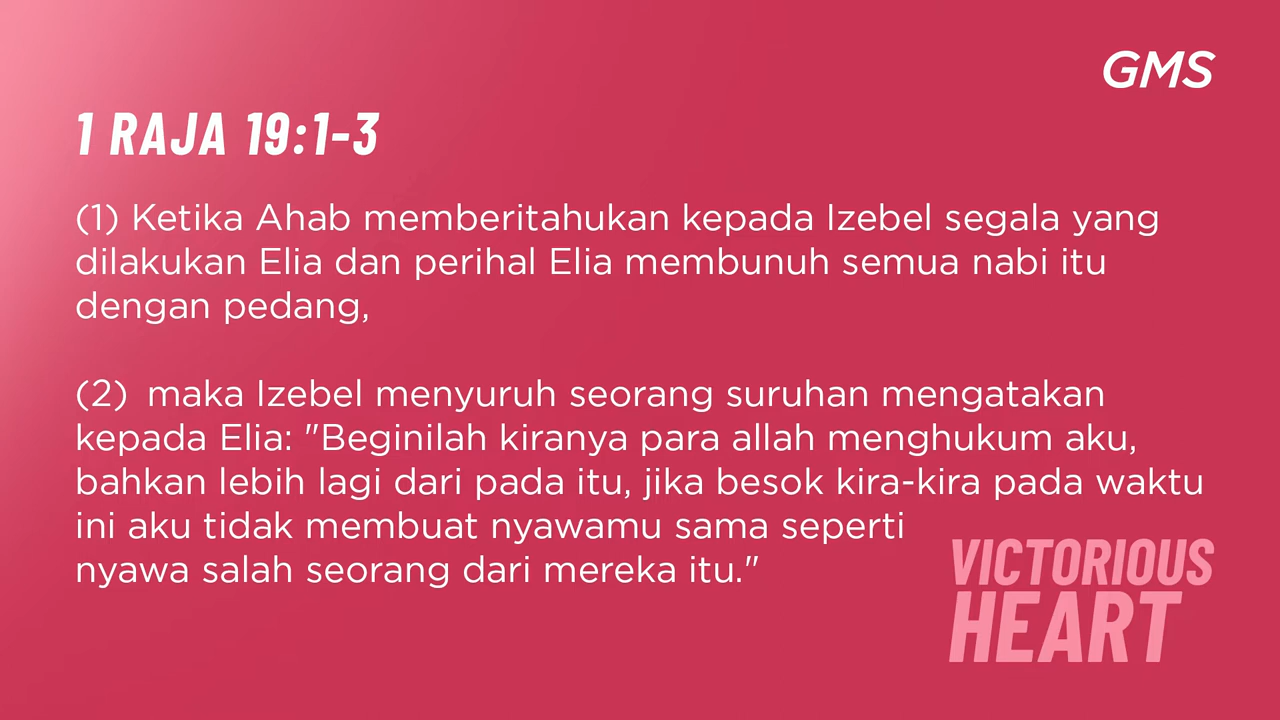 GMS
1 RAJA 19:1-3
(1) Ketika Ahab memberitahukan kepada Izebel segala yang
dilakukan Elia dan perihal Elia membunuh semua nabi itu
dengan pedang,
(2) maka Izebel menyuruh seorang suruhan mengatakan
kepada Elia: "Beginilah kiranya para allah menghukum aku,
bahkan lebih lagi dari pada itu, jika besok kira-kira pada waktu
ini aku tidak membuat nyawamu sama seperti
nyawa salah seorang dari mereka itu."
VICTORIOUS
HEART